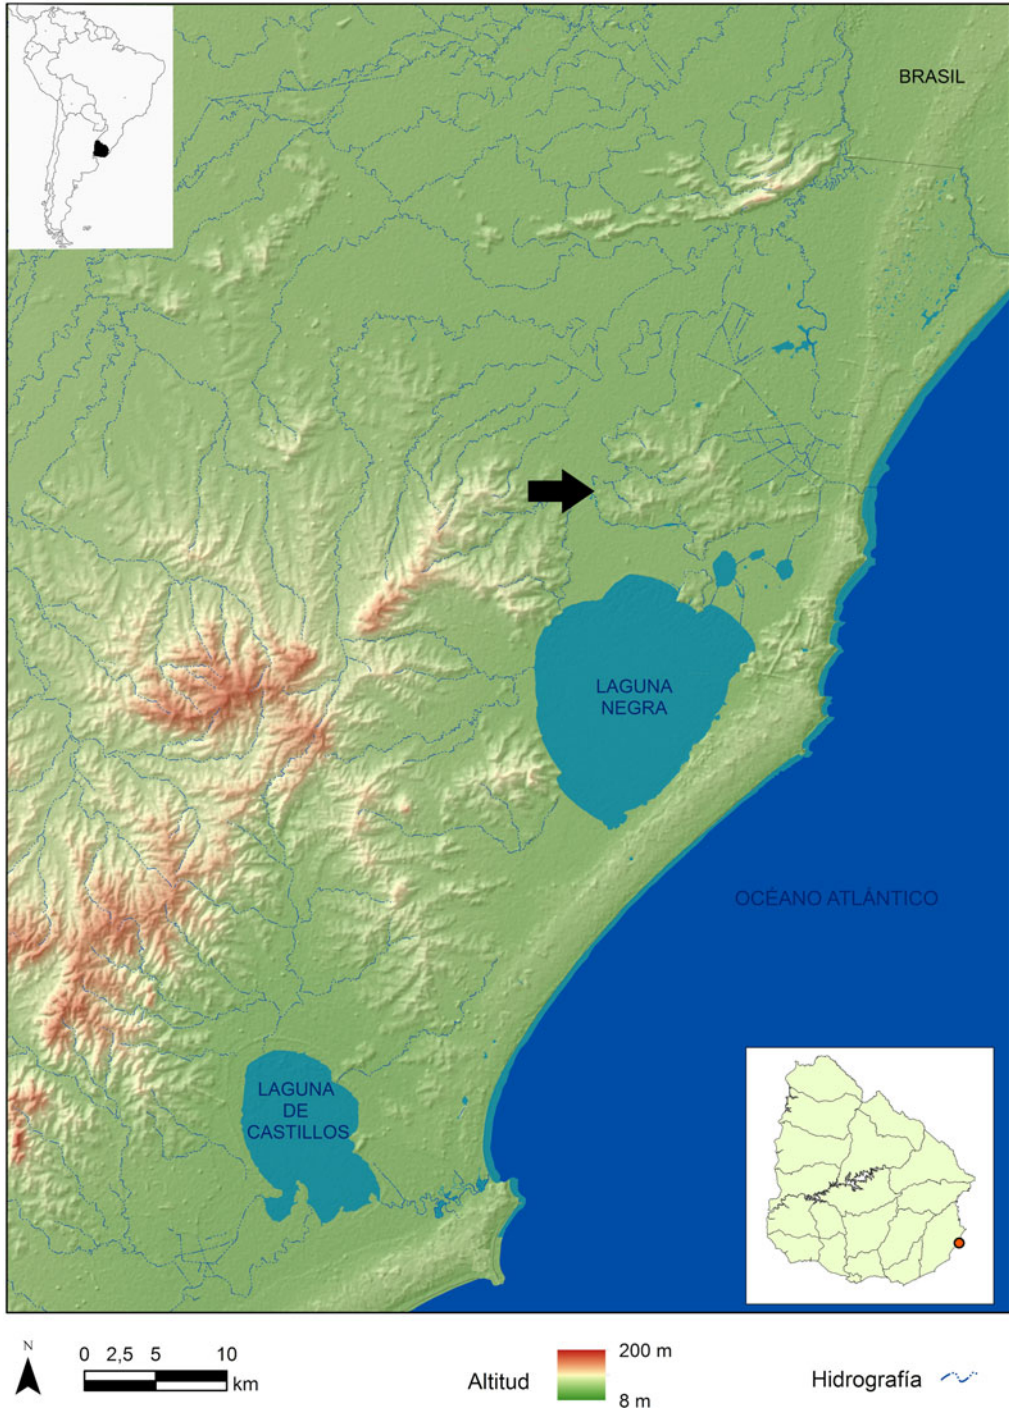 BRASIL
LAGUNA
NEGRA
OCÉANO ATLÁNTICO
LAGUNA
DE
CASTILLOS
N
0 2,5 5 10
km
Altitud
200 m
8 m
Hidrografía